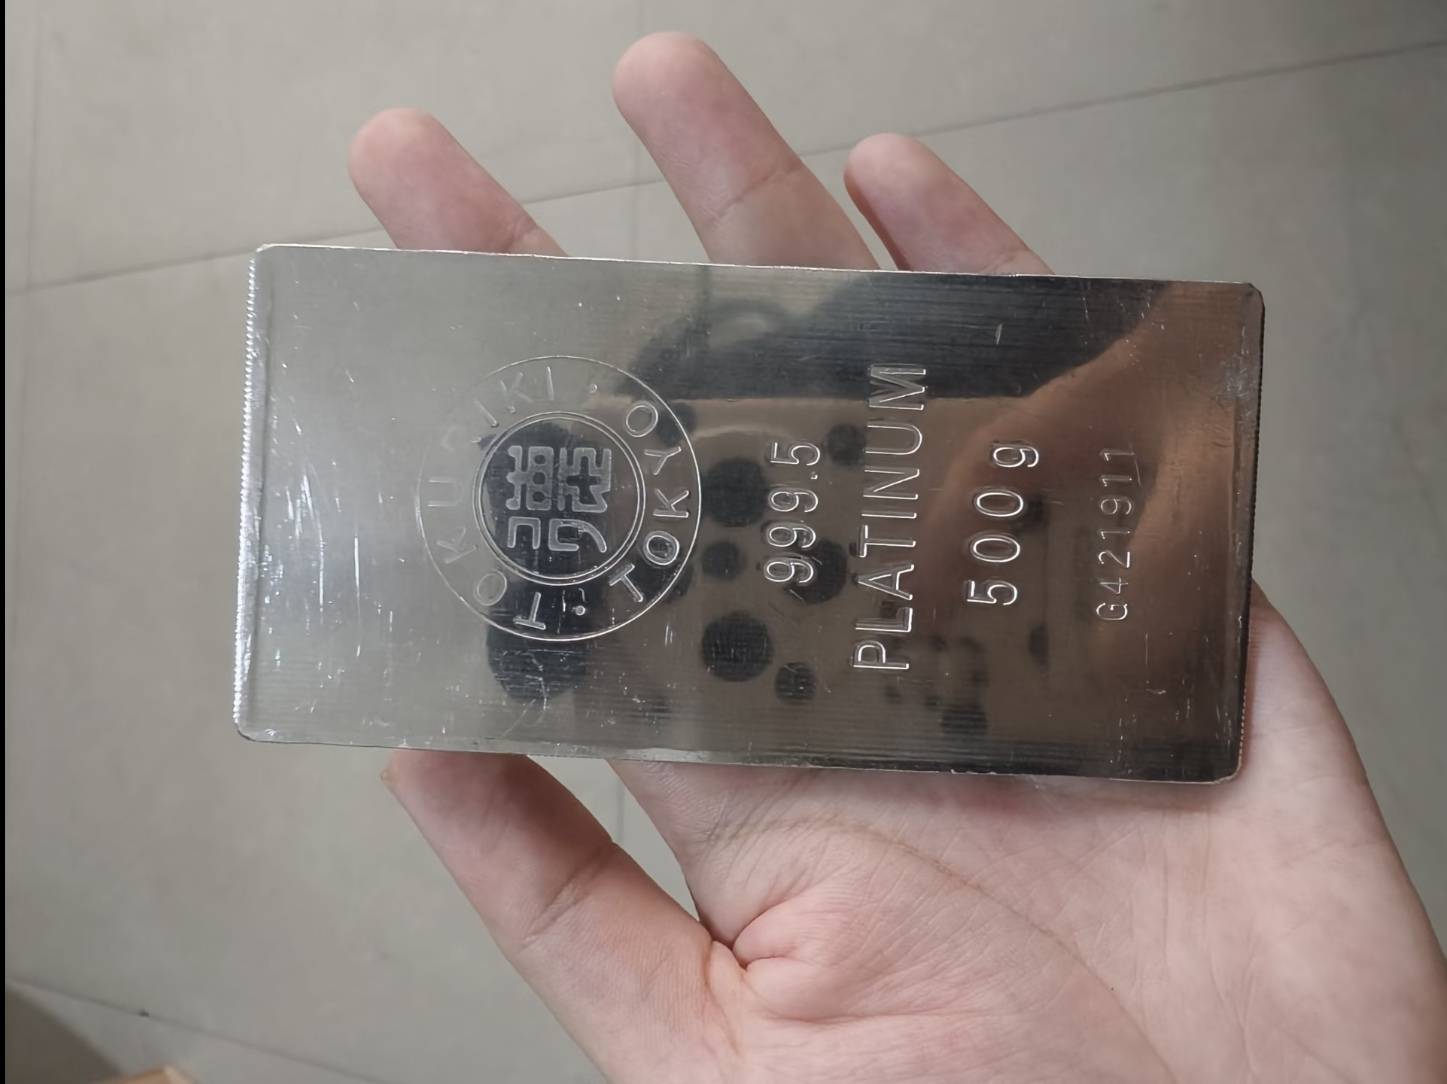 TOKURIKI · TOKYO ·
999.5
PLATINUM
500g
G421911